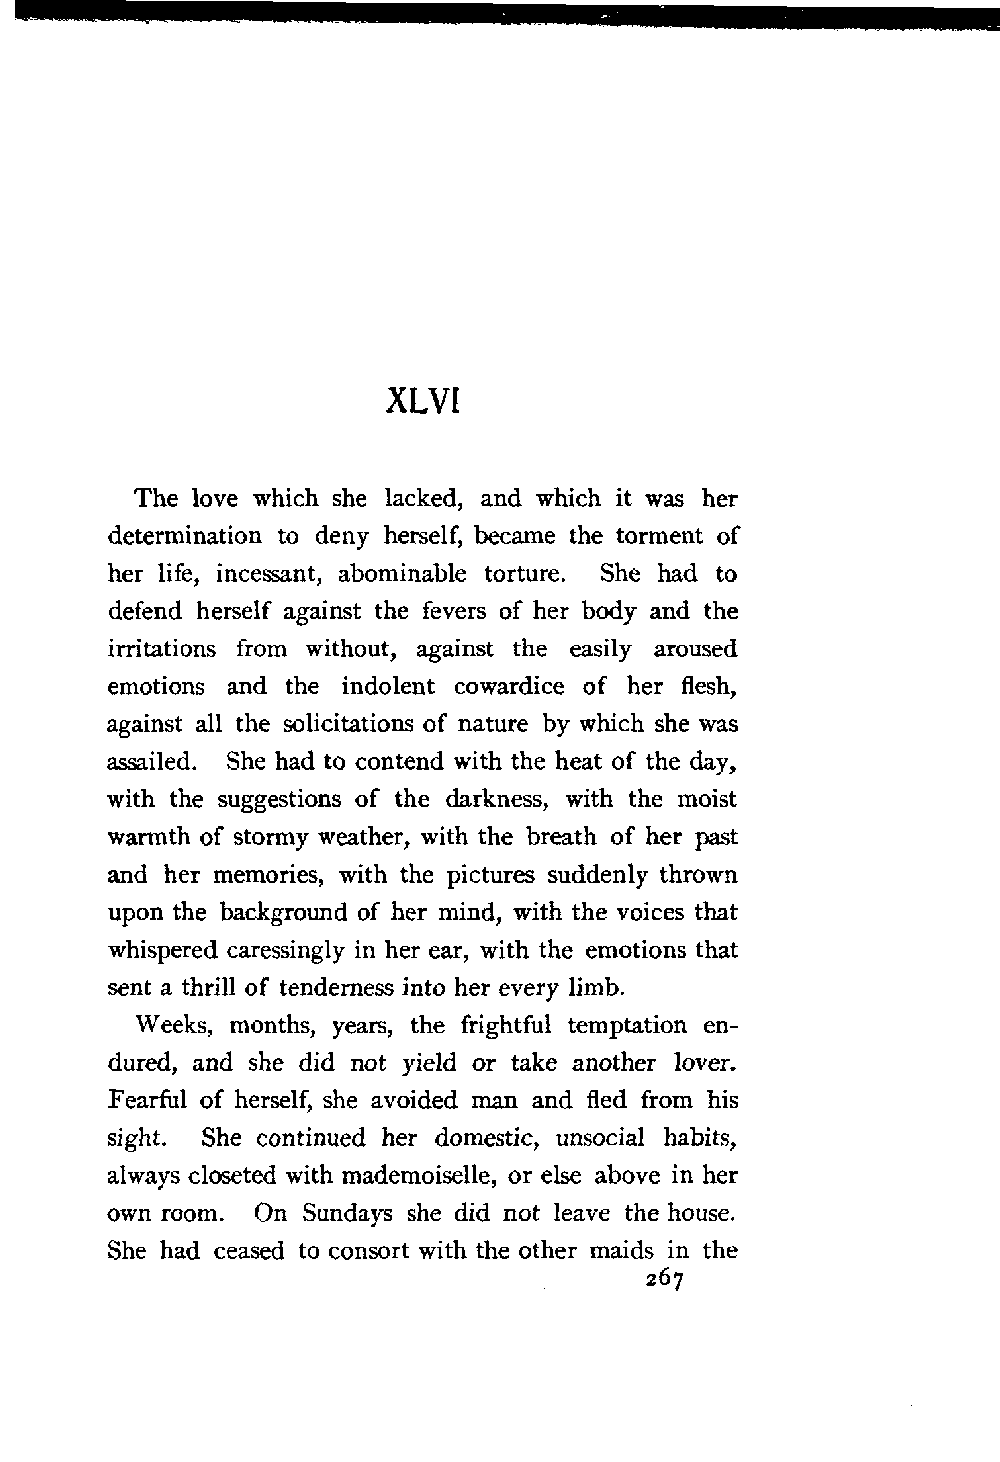 XLVI
The love which she lacked, and which it was her
determination to deny herself, became the torment of
her life, incessant, abominable torture. She had to
defend herself against the fevers of her body and the
irritations from without, against the easily aroused
emotions and the indolent cowardice of her flesh,
against all the solicitations of nature by which she was
assailed. She had to contend with the heat of the day,
with the suggestions of the darkness, with the moist
warmth of stormy weather, with the breath of her past
and her memories, with the pictures suddenly thrown
upon the background of her mind, with the voices that
whispered caressingly in her ear, with the emotions that
sent a thrill of tenderness into her every limb.
Weeks, months, years, the frightful temptation en-
dured, and she did not yield or take another lover.
Fearful of herself, she avoided man and fled from his
sight. She continued her domestic, unsocial habits,
always closeted with mademoiselle, or else above in her
own room. On Sundays she did not leave the house.
She had ceased to consort with the other maids in the
267